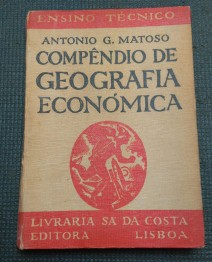 ENSINO TÉCNICO
ANTONIO G. MATOSO
COMPÊNDIO DE
GEOGRAFIA
ECONÓMICA
LIVRARIA SÁ DA COSTA
EDITORA LISBOA